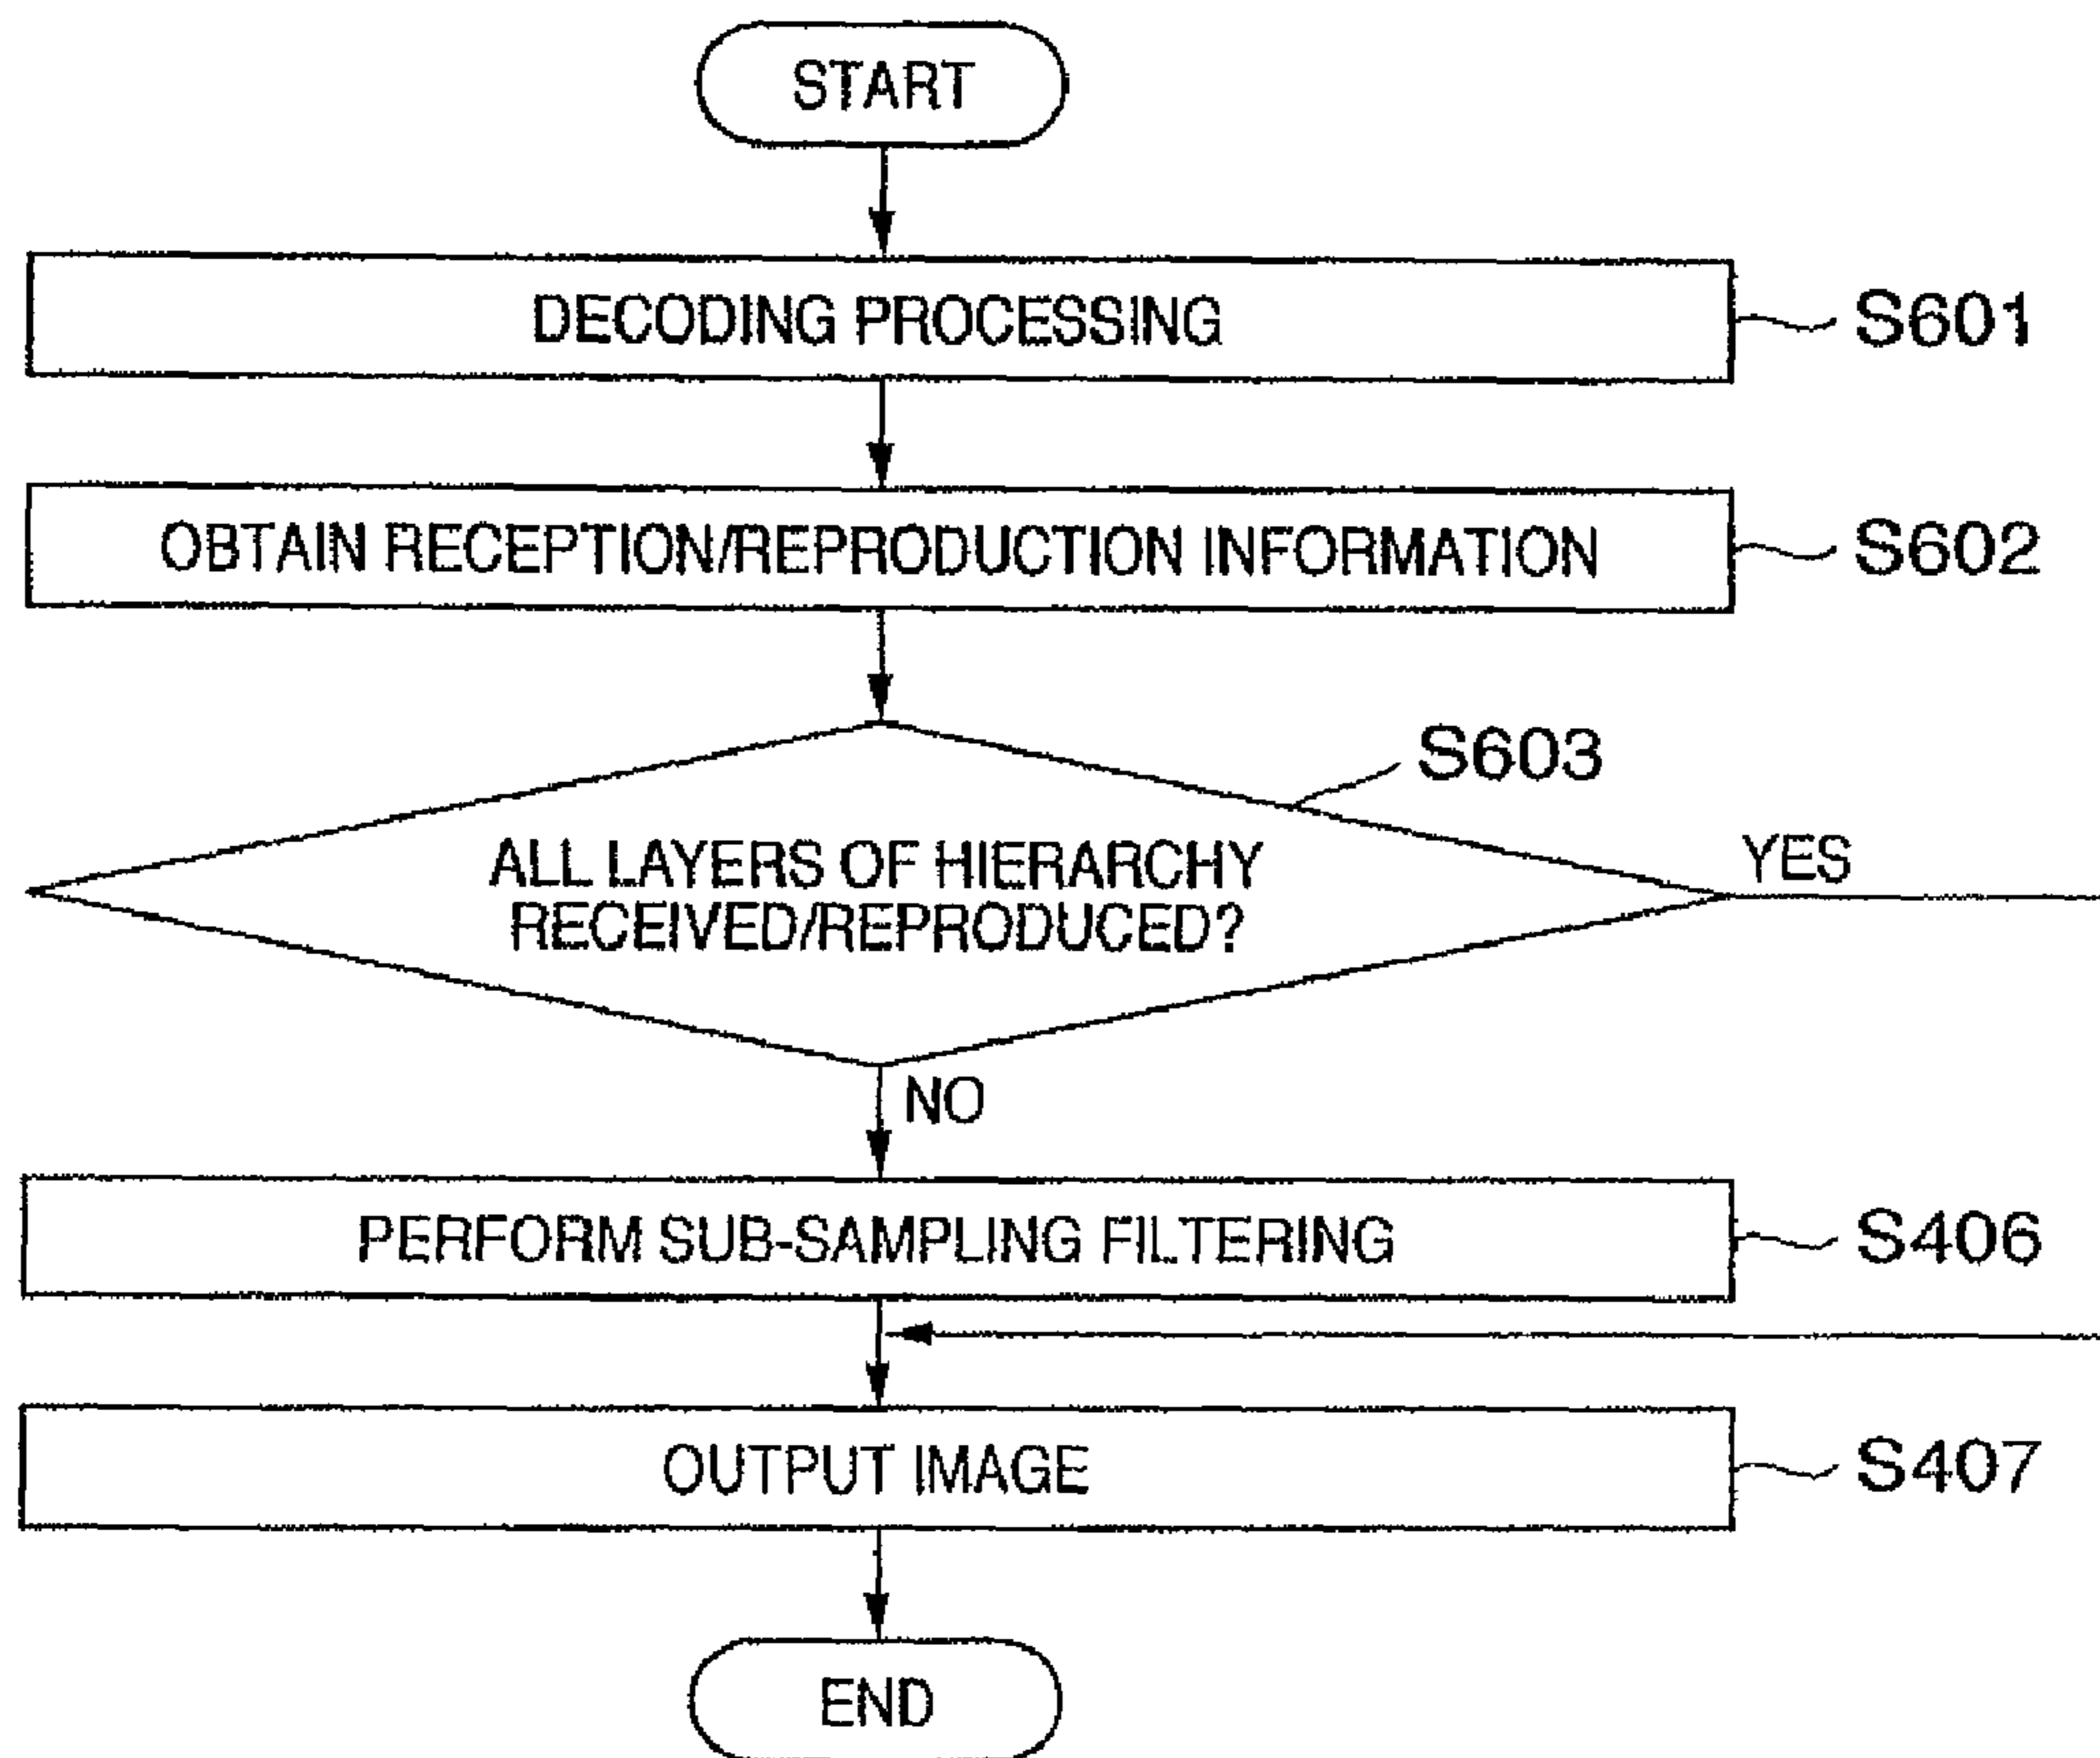 START
DECODING PROCESSING
S601
OBTAIN RECEPTION/REPRODUCTION INFORMATION
S602
S603
ALL LAYERS OF HIERARCHY
RECEIVED/REPRODUCED?
YES
NO
PERFORM SUB-SAMPLING FILTERING
S406
OUTPUT IMAGE
S407
END